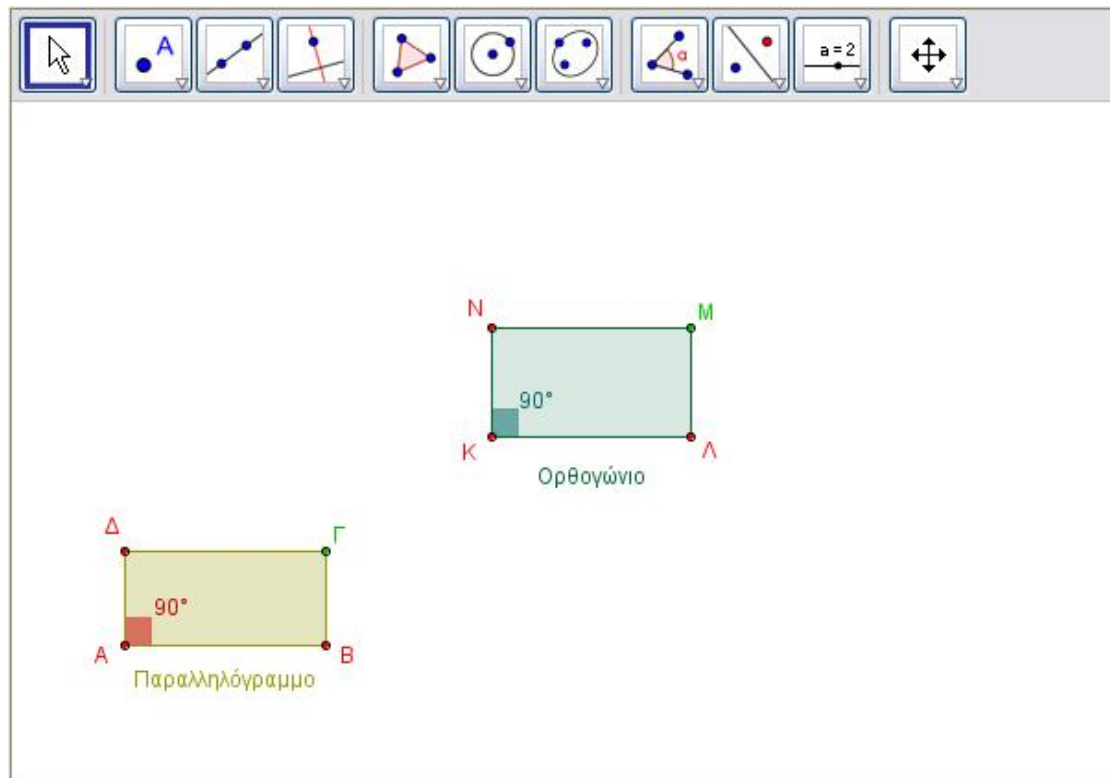 A
α
a = 2
Ν
Μ
90°
Κ
Λ
Ορθογώνιο
Δ
Γ
90°
Α
Β
Παραλληλόγραμμο